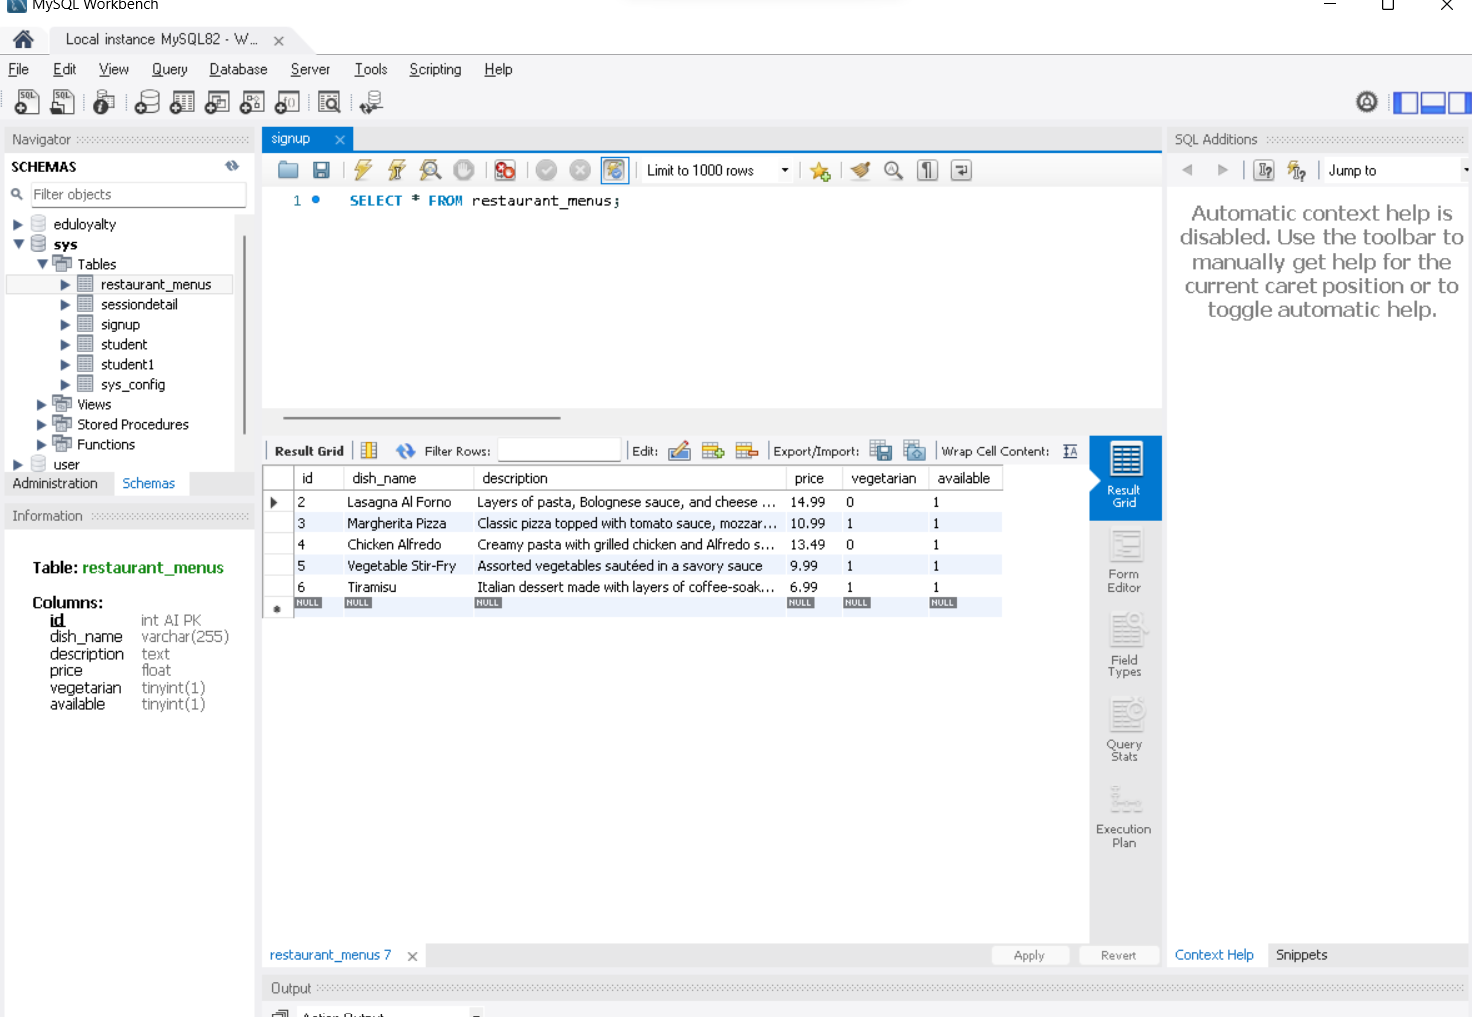 MySQL Workbench
Local instance MySQL82 - W...
File Edit View Query Database Server Tools Scripting Help
Navigator
SCHEMAS
Filter objects
eduloyalty
sys
Tables
restaurant_menus
sessiondetail
signup
student
student1
sys_config
Views
Stored Procedures
Functions
user
Administration Schemas
Information
Table: restaurant_menus
Columns:
id int AI PK
dish_name varchar(255)
description text
price float
vegetarian tinyint(1)
available tinyint(1)
signup
Limit to 1000 rows
1 SELECT * FROM restaurant_menus;
Result Grid Filter Rows: Edit: Export/Import: Wrap Cell Content:
id dish_name description price vegetarian available
2 Lasagna Al Forno Layers of pasta, Bolognese sauce, and cheese ... 14.99 0 1
3 Margherita Pizza Classic pizza topped with tomato sauce, mozzar... 10.99 1 1
4 Chicken Alfredo Creamy pasta with grilled chicken and Alfredo s... 13.49 0 1
5 Vegetable Stir-Fry Assorted vegetables sautéed in a savory sauce 9.99 1 1
6 Tiramisu Italian dessert made with layers of coffee-soak... 6.99 1 1
NULL NULL NULL NULL NULL NULL
Result
Grid
Form
Editor
Field
Types
Query
Stats
Execution
Plan
restaurant_menus 7
Apply Revert
Output
Action Output
SQL Additions
Jump to
Automatic context help is
disabled. Use the toolbar to
manually get help for the
current caret position or to
toggle automatic help.
Context Help Snippets